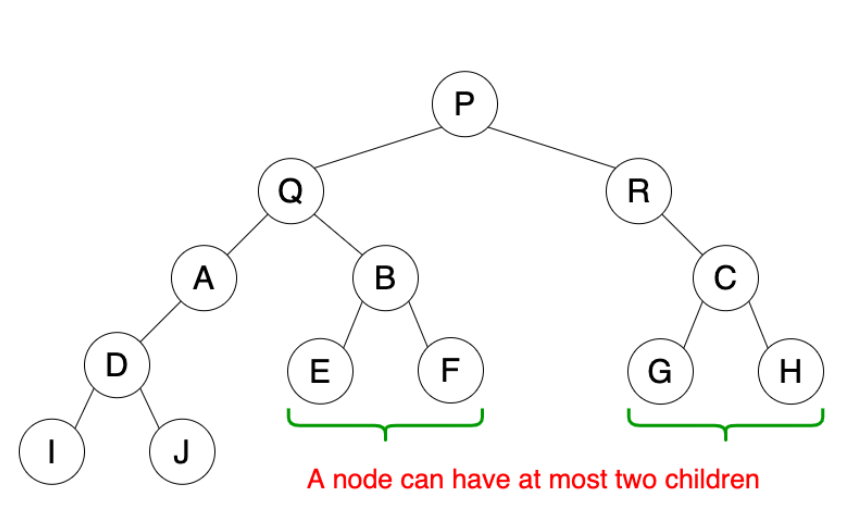 P
Q R
A B C
D E F G H
I J
A node can have at most two children